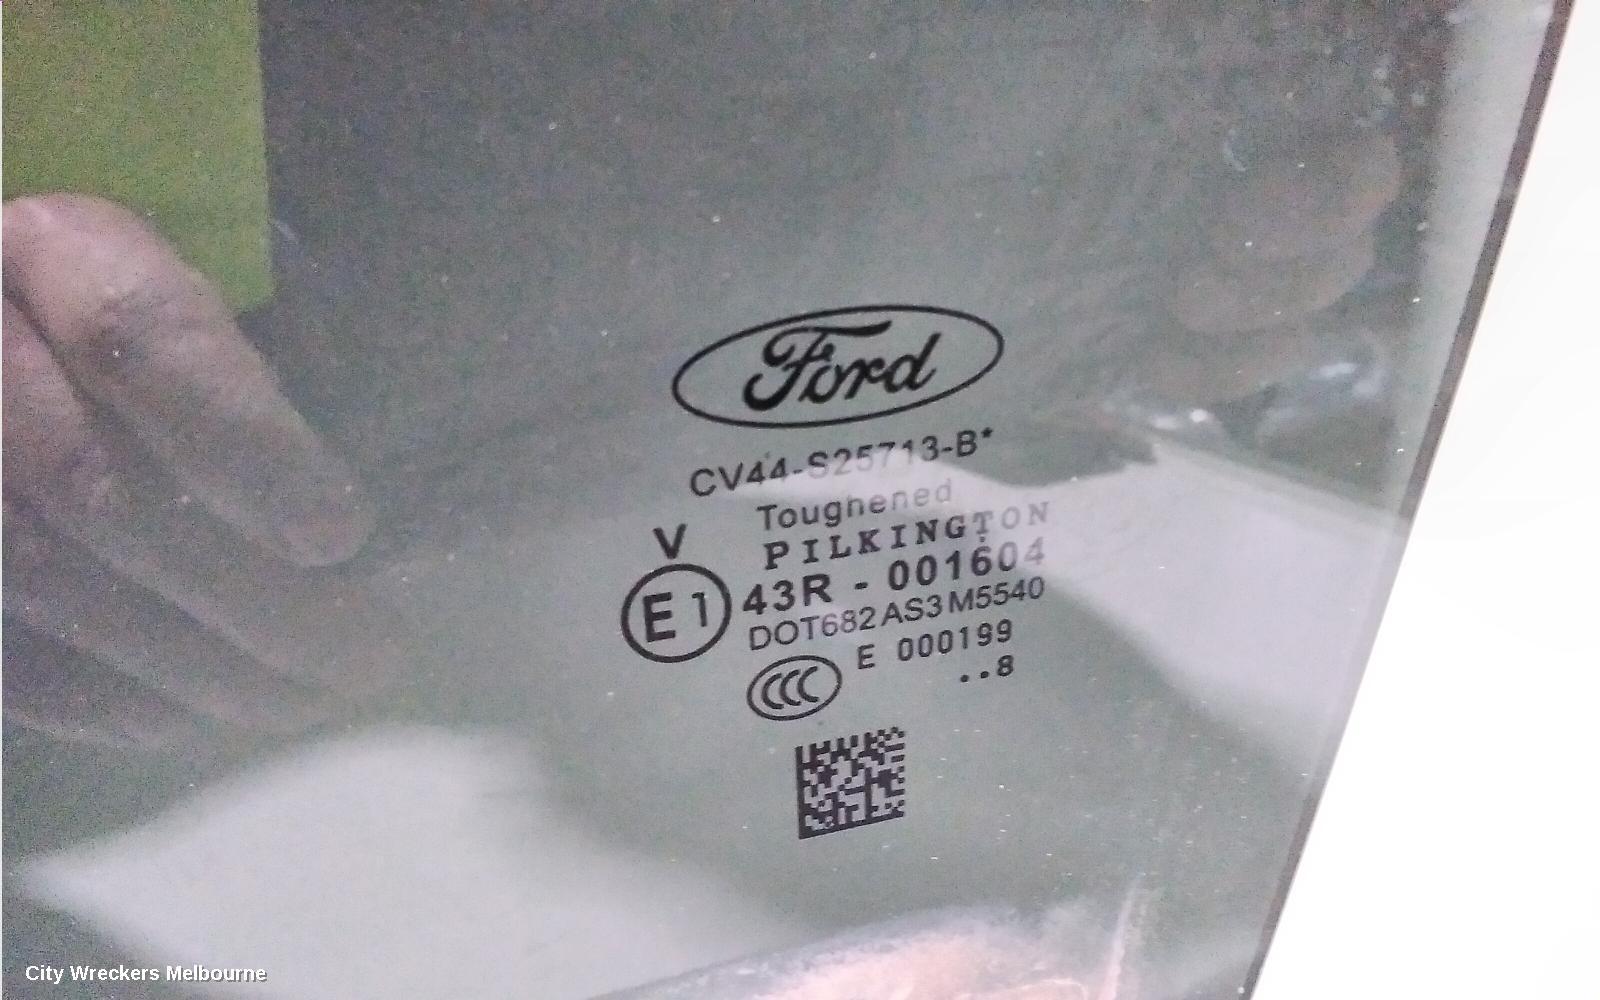 Ford
CV44-S25713-B*
Toughened
PILKINGTON
V
E1 43R - 001604
DOT682 AS3 M5540
CCC E 000199
..8
City Wreckers Melbourne